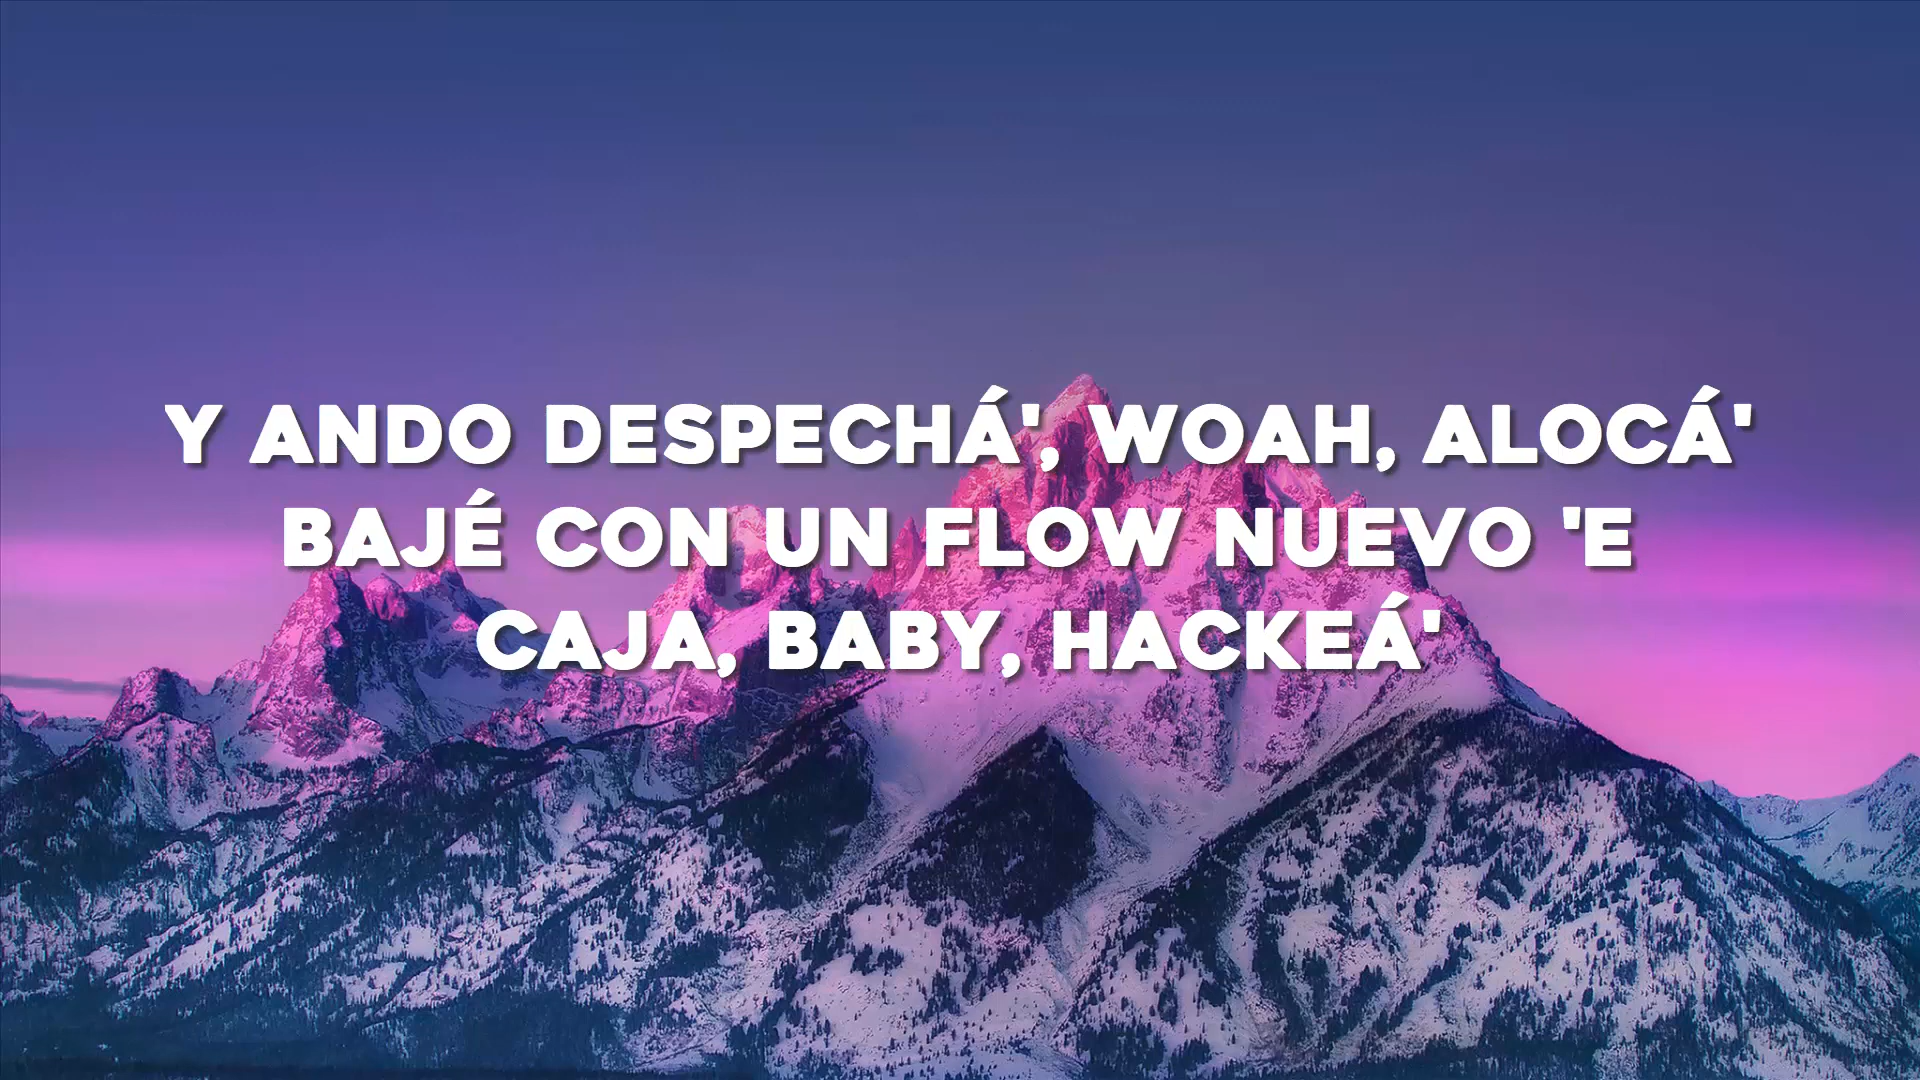 Y ANDO DESPECHÁ', WOAH, ALOCÁ'
BAJÉ CON UN FLOW NUEVO 'E
CAJA, BABY, HACKEÁ'